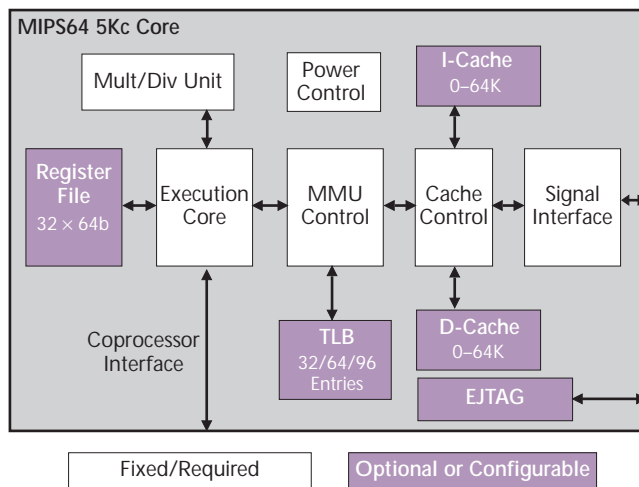 MIPS64 5Kc Core
Mult/Div Unit
Power
Control
I-Cache
0–64K
Register
File
32 × 64b
Execution
Core
MMU
Control
Cache
Control
Signal
Interface
Coprocessor
Interface
TLB
32/64/96
Entries
D-Cache
0–64K
EJTAG
Fixed/Required
Optional or Configurable